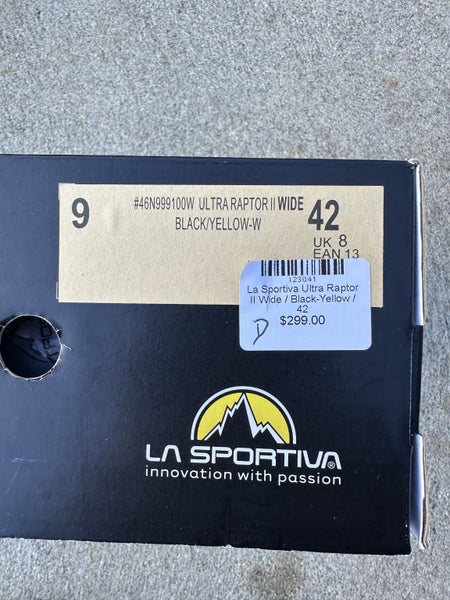 9
#46N999100W ULTRA RAPTOR II WIDE
BLACK/YELLOW-W
42
UK 8
EAN 13
123041
La Sportiva Ultra Raptor
II Wide / Black-Yellow /
42
$299.00
D
LA SPORTIVA®
innovation with passion